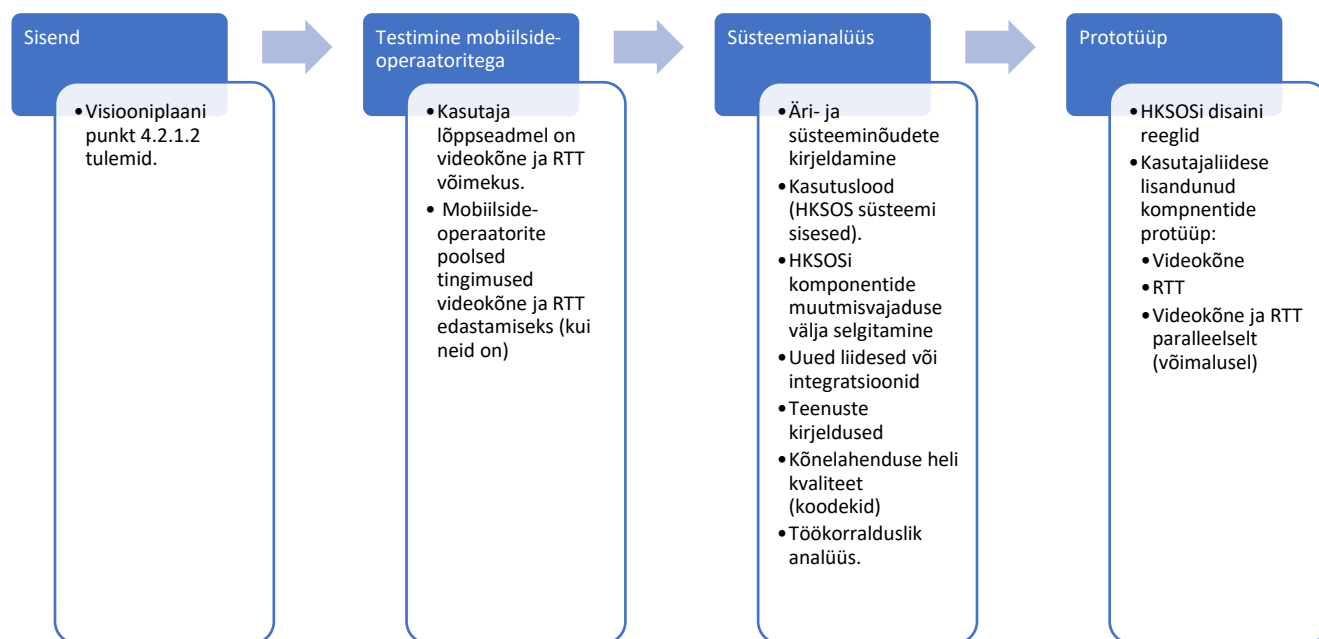 Sisend
•Visiooniplaani
punkt 4.2.1.2
tulemid.
Testimine mobiilside-
operaatoritega
•Kasutaja
lõppseadmel on
videokõne ja RTT
võimekus.
• Mobiilside-
operaatorite
poolsed
tingimused
videokõne ja RTT
edastamiseks (kui
neid on)
Süsteemianalüüs
•Äri- ja
süsteeminõudete
kirjeldamine
•Kasutuslood
(HKSOS süsteemi
sisesed).
•HKSOSi
komponentide
muutmisvajaduse
välja selgitamine
•Uued liidesed või
integratsioonid
•Teenuste
kirjeldused
•Kõnelahenduse heli
kvaliteet
(koodekid)
•Töökorralduslik
analüüs.
Prototüüp
•HKSOSi disaini
reeglid
•Kasutajaliidese
lisandunud
kompnentide
protüüp:
•Videokõne
•RTT
•Videokõne ja RTT
paralleelselt
(võimalusel)